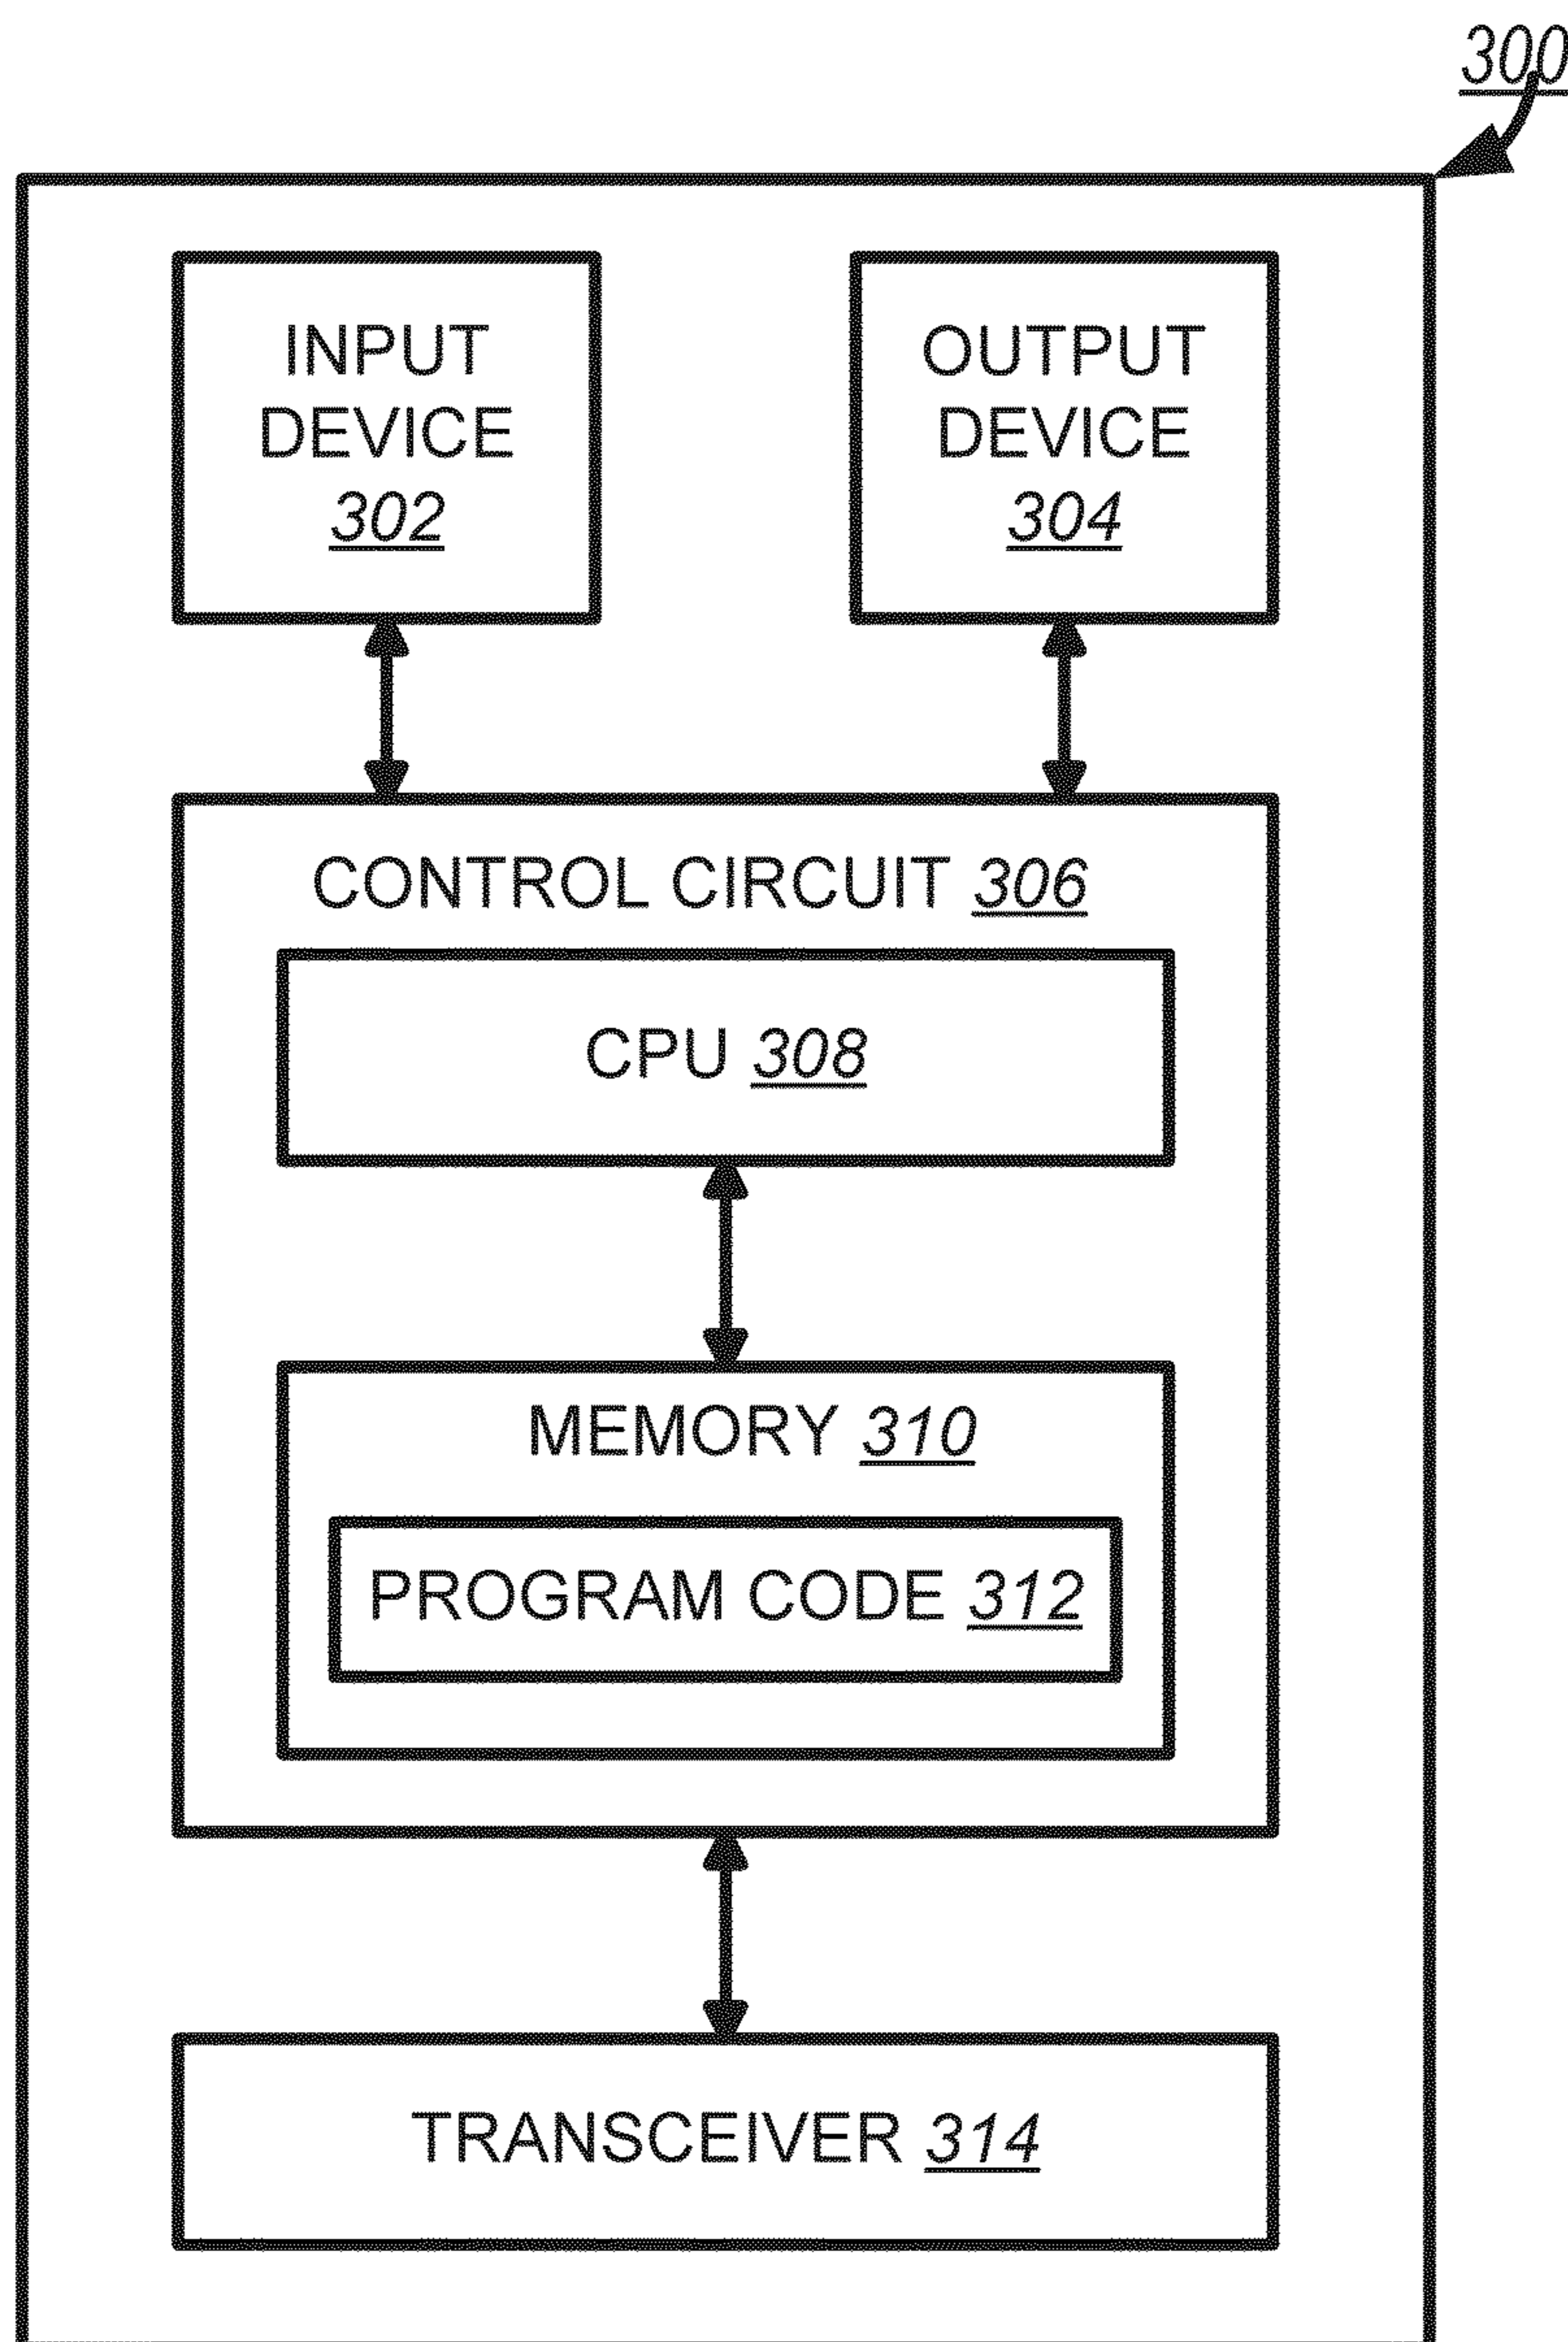 300
INPUT
DEVICE
302
OUTPUT
DEVICE
304
CONTROL CIRCUIT 306
CPU 308
MEMORY 310
PROGRAM CODE 312
TRANSCEIVER 314